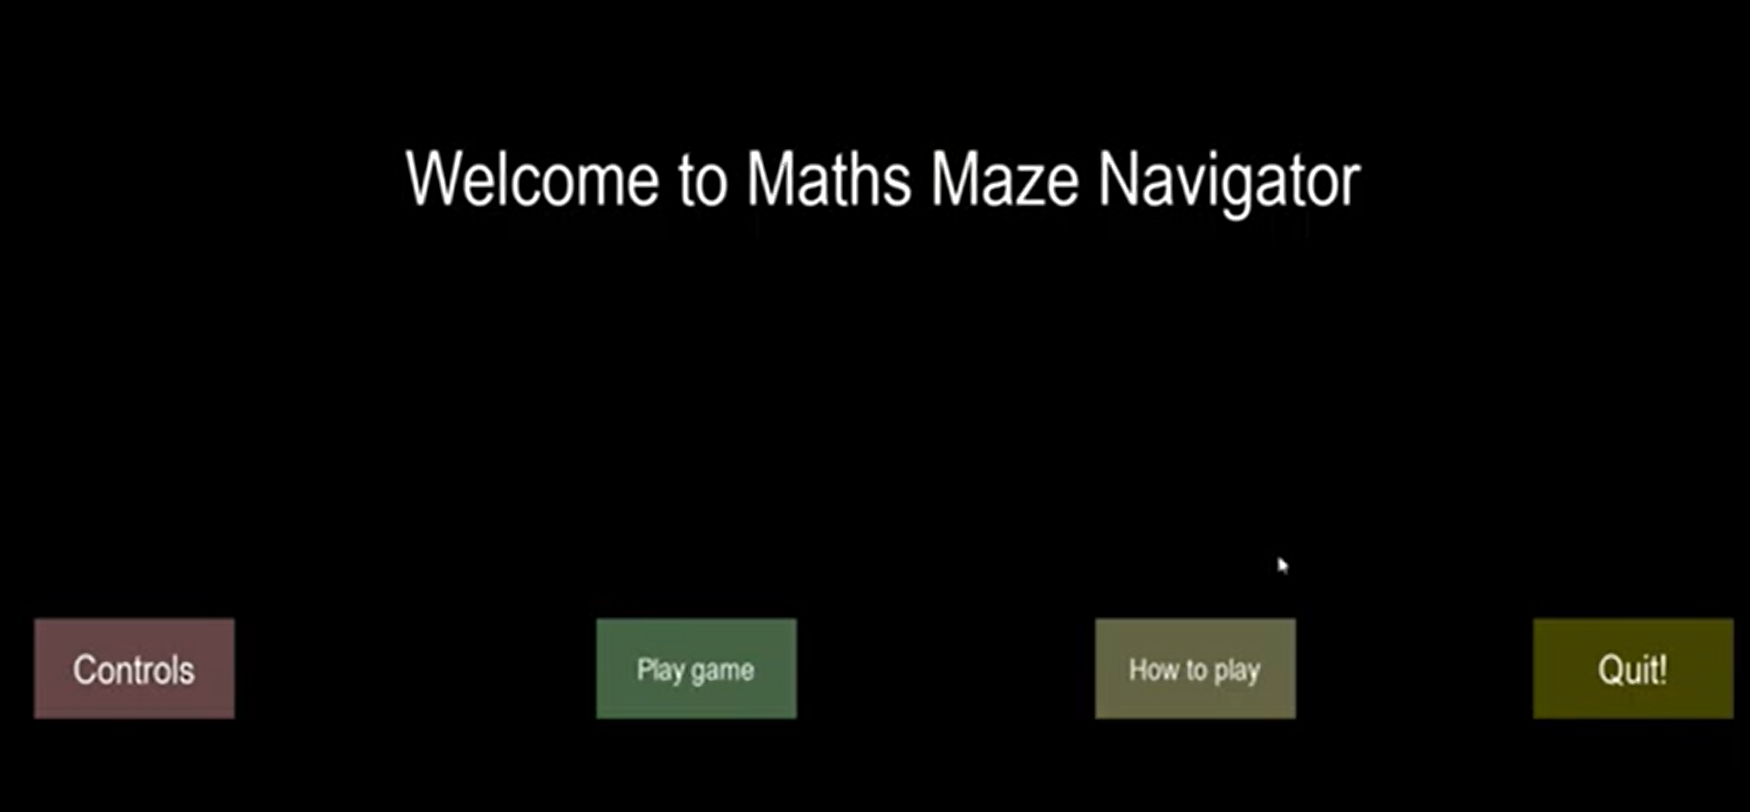 Welcome to Maths Maze Navigator
Controls
Play game
How to play
Quit!